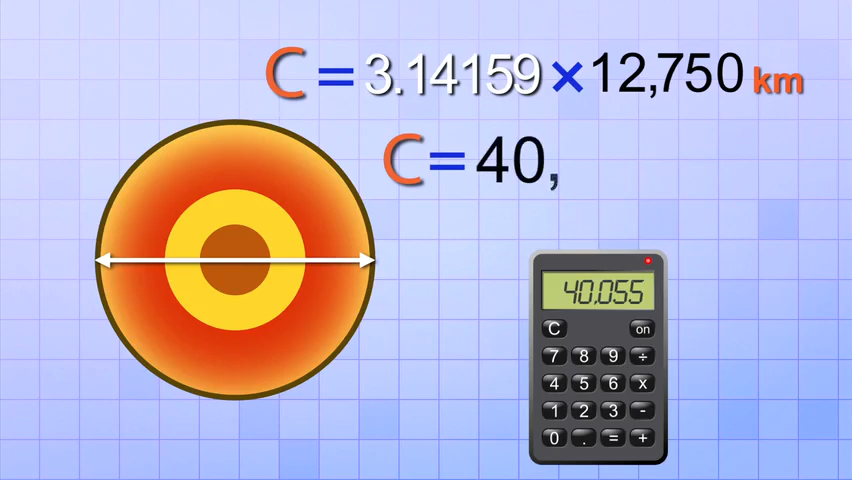 C = 3.14159 × 12,750 km
C = 40,
40.055
C on
7 8 9 ÷
4 5 6 x
1 2 3 -
0 . = +